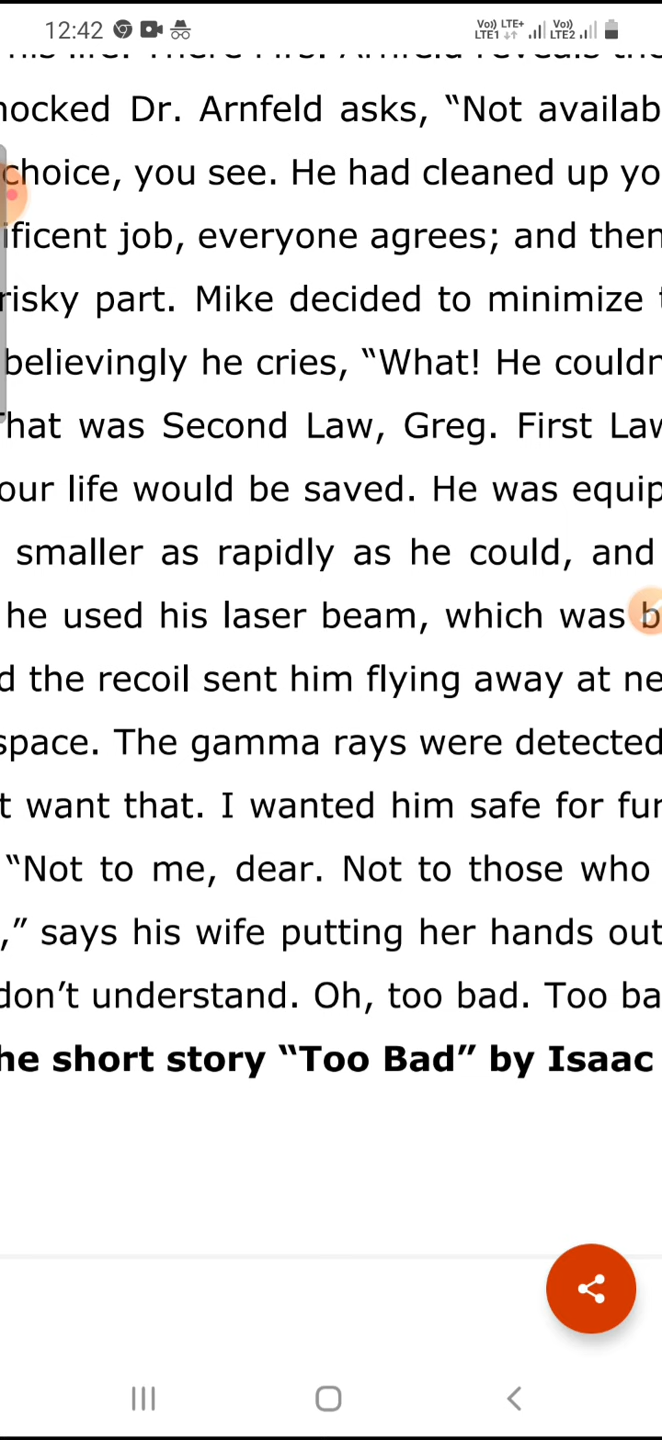 12:42
Vo)) LTE+
LTE1
Vo))
LTE2
nocked Dr. Arnfeld asks, “Not availab
choice, you see. He had cleaned up yo
ificent job, everyone agrees; and then
risky part. Mike decided to minimize
believingly he cries, “What! He couldn
That was Second Law, Greg. First Law
our life would be saved. He was equip
smaller as rapidly as he could, and
he used his laser beam, which was b
d the recoil sent him flying away at ne
space. The gamma rays were detected
t want that. I wanted him safe for fur
“Not to me, dear. Not to those who
,” says his wife putting her hands out
don’t understand. Oh, too bad. Too ba
he short story “Too Bad” by Isaac